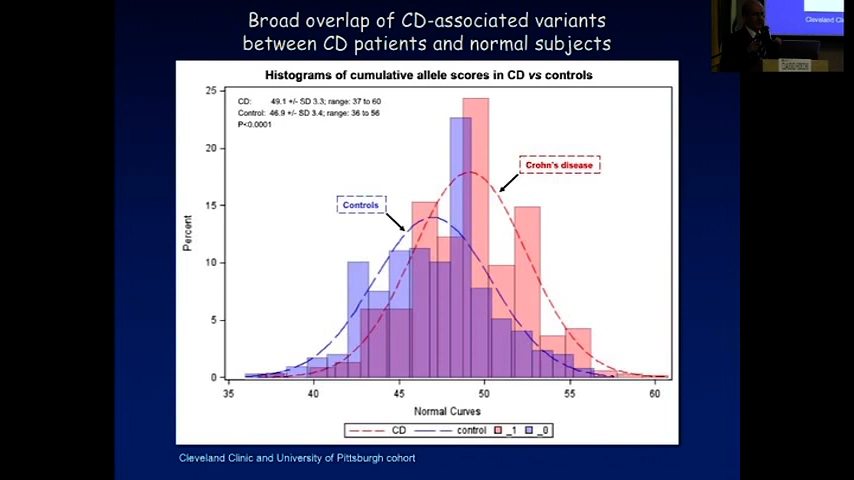 Broad overlap of CD-associated variants
between CD patients and normal subjects
Cleveland Cli
Histograms of cumulative allele scores in CD vs controls
CD: 49.1 +/- SD 3.3; range: 37 to 60
Control: 46.9 +/- SD 3.4; range: 36 to 56
P<0.0001
Crohn's disease
Controls
Percent
25
20
15
10
5
0
35 40 45 50 55 60
Normal Curves
CD control _1 _0
Cleveland Clinic and University of Pittsburgh cohort